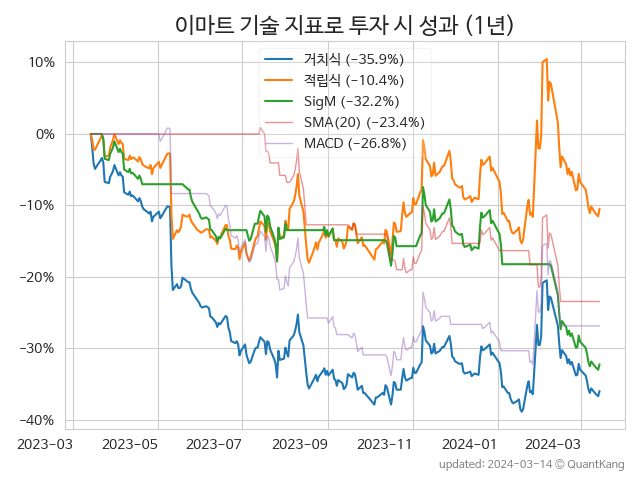 이마트 기술 지표로 투자 시 성과 (1년)
거치식 (-35.9%)
적립식 (-10.4%)
SigM (-32.2%)
SMA(20) (-23.4%)
MACD (-26.8%)
10%
0%
-10%
-20%
-30%
-40%
2023-03 2023-05 2023-07 2023-09 2023-11 2024-01 2024-03
updated: 2024-03-14 @ QuantKang